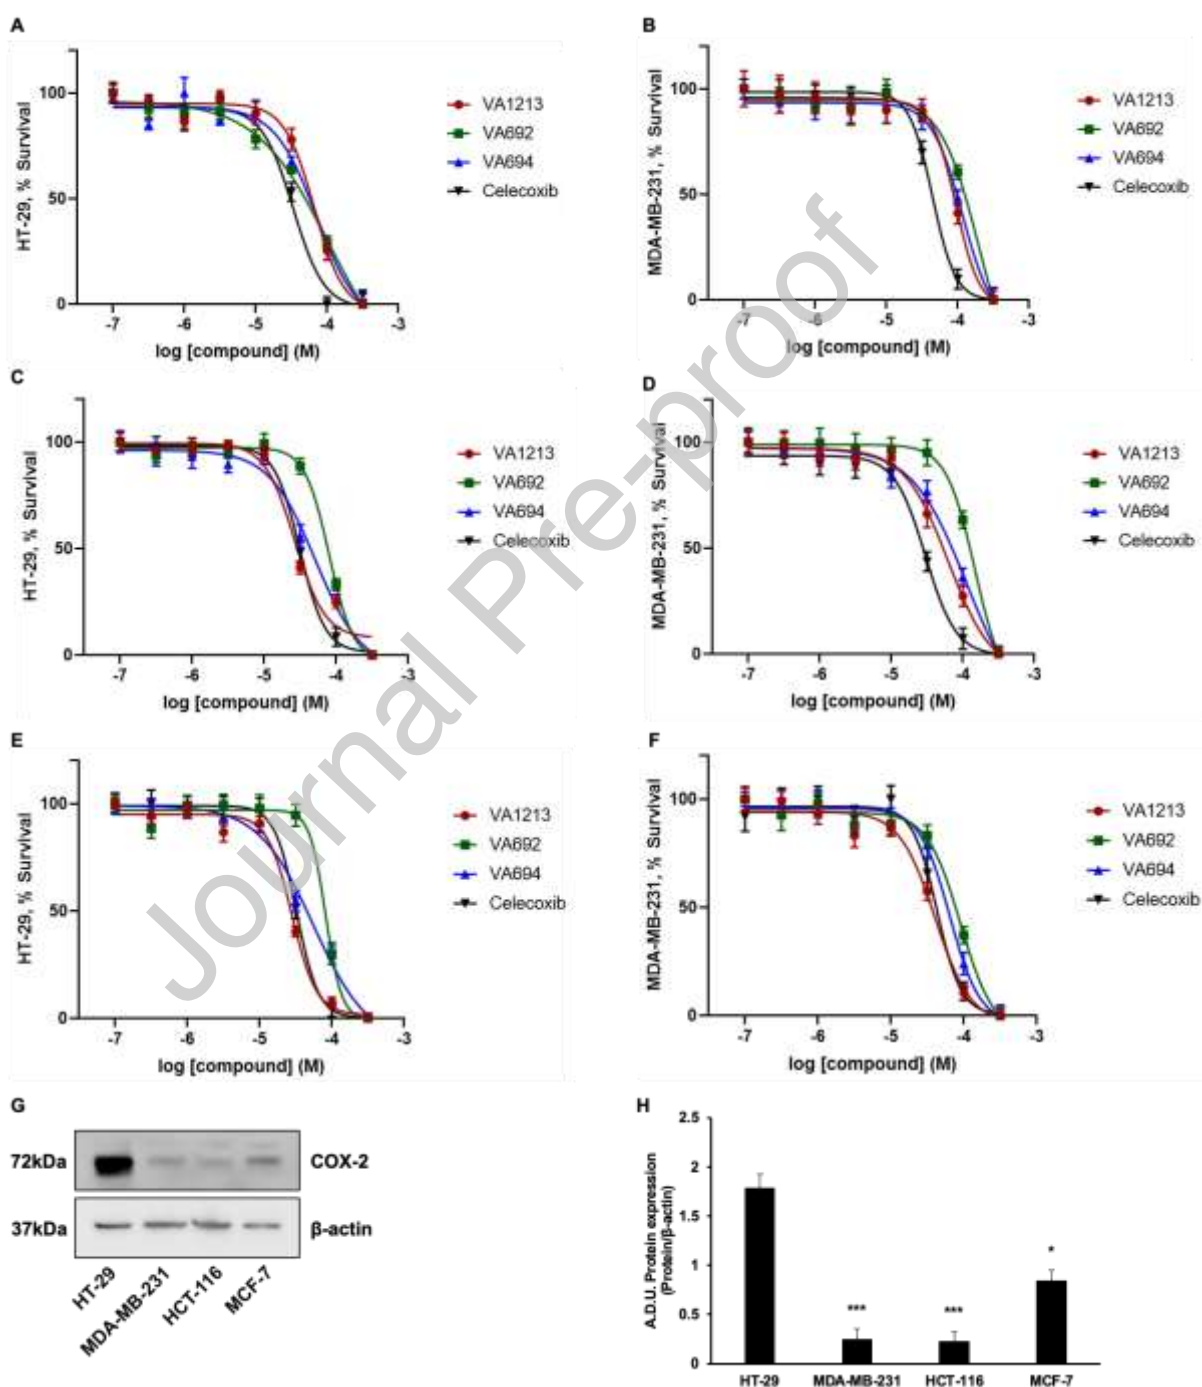 A
HT-29, % Survival
100
50
0
-7
-6
-5
-4
-3
log [compound] (M)
VA1213
VA692
VA694
Celecoxib
B
MDA-MB-231, % Survival
100
50
0
-7
-6
-5
-4
-3
log [compound] (M)
VA1213
VA692
VA694
Celecoxib
C
HT-29, % Survival
100
50
0
-7
-6
-5
-4
-3
log [compound] (M)
VA1213
VA692
VA694
Celecoxib
D
MDA-MB-231, % Survival
100
50
0
-7
-6
-5
-4
-3
log [compound] (M)
VA1213
VA692
VA694
Celecoxib
E
HT-29, % Survival
100
50
0
-7
-6
-5
-4
-3
log [compound] (M)
VA1213
VA692
VA694
Celecoxib
F
MDA-MB-231, % Survival
100
50
0
-7
-6
-5
-4
-3
log [compound] (M)
VA1213
VA692
VA694
Celecoxib
G
72kDa
COX-2
37kDa
β-actin
HT-29
MDA-MB-231
HCT-116
MCF-7
H
A.D.U. Protein expression
(Protein/β-actin)
2.5
2
1.5
1
0.5
0
***
***
*
HT-29
MDA-MB-231
HCT-116
MCF-7
Journal Pre-proof